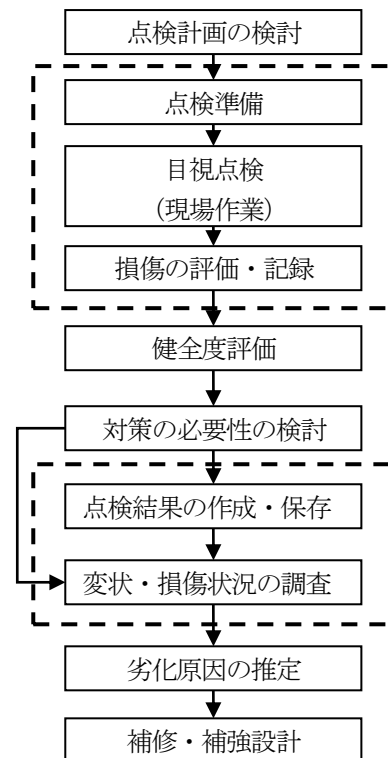 点検計画の検討
点検準備
目視点検
(現場作業)
損傷の評価・記録
健全度評価
対策の必要性の検討
点検結果の作成・保存
変状・損傷状況の調査
劣化原因の推定
補修・補強設計